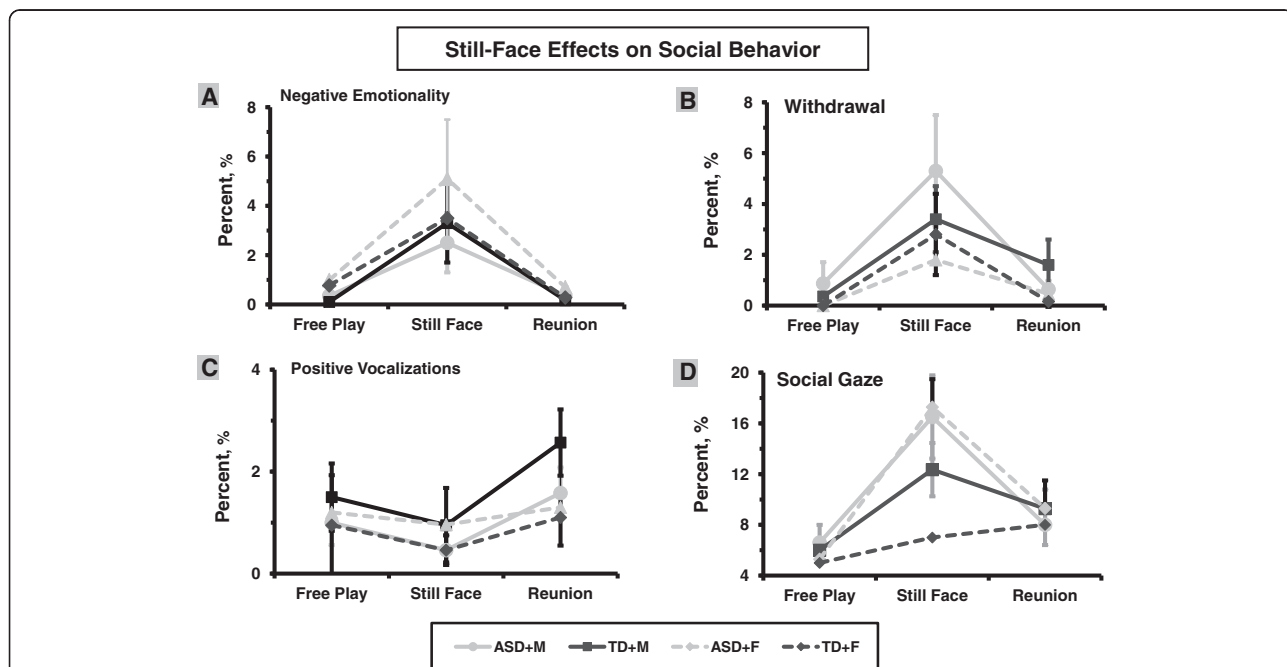 Still-Face Effects on Social Behavior
A Negative Emotionality
8
6
4
2
0
Percent, %
Free Play Still Face Reunion
B Withdrawal
8
6
4
2
0
Percent, %
Free Play Still Face Reunion
C Positive Vocalizations
4
2
0
Percent, %
Free Play Still Face Reunion
D Social Gaze
20
16
12
8
4
Percent, %
Free Play Still Face Reunion
ASD+M TD+M ASD+F TD+F